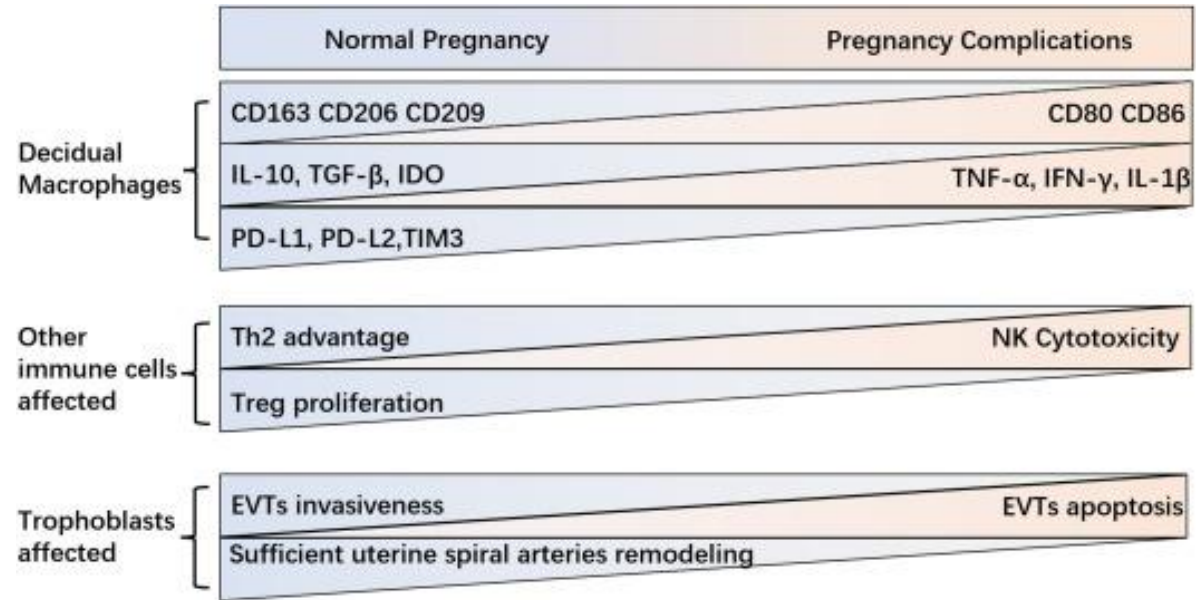 Normal Pregnancy Pregnancy Complications
Decidual
Macrophages
CD163 CD206 CD209 CD80 CD86
IL-10, TGF-β, IDO TNF-α, IFN-γ, IL-1β
PD-L1, PD-L2,TIM3
Other
immune cells
affected
Th2 advantage NK Cytotoxicity
Treg proliferation
Trophoblasts
affected
EVTs invasiveness EVTs apoptosis
Sufficient uterine spiral arteries remodeling